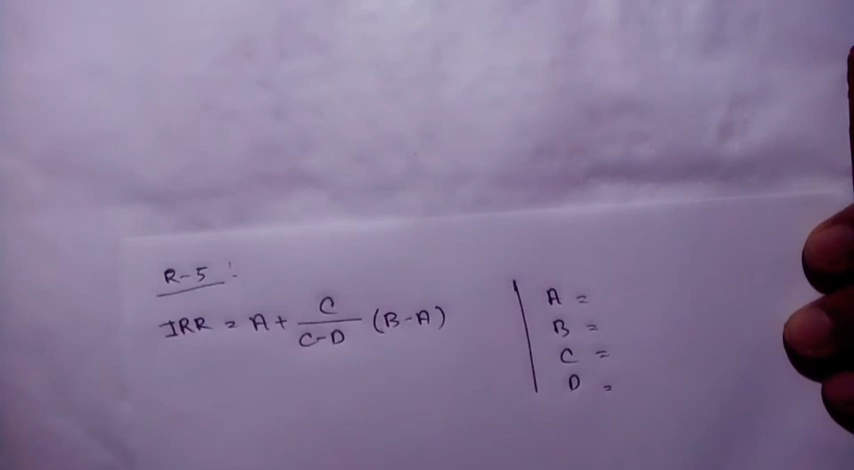 R-5 :
IRR = A + C/(C-D) (B-A)
A =
B =
C =
D =